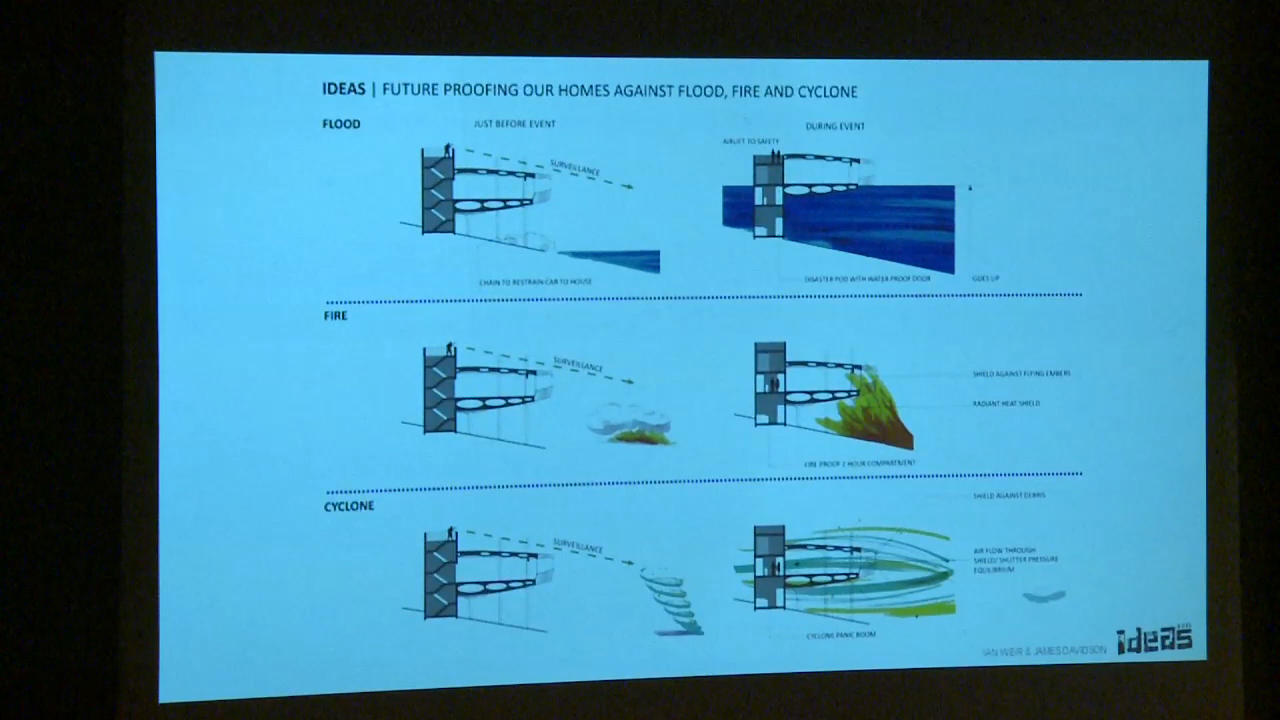 IDEAS | FUTURE PROOFING OUR HOMES AGAINST FLOOD, FIRE AND CYCLONE
FLOOD
JUST BEFORE EVENT
DURING EVENT
AIRLIFT TO SAFETY
SURVEILLANCE
CHAIN TO RESTRAIN CAR TO HOUSE
DISASTER POD WITH WATER PROOF DOOR
GOES UP
FIRE
SURVEILLANCE
SHIELD AGAINST FLYING EMBERS
RADIANT HEAT SHIELD
FIRE PROOF 2 HOUR COMPARTMENT
CYCLONE
SHIELD AGAINST DEBRIS
SURVEILLANCE
AIR FLOW THROUGH
SHIELD/ SHUTTER PRESSURE
EQUILIBRIUM
CYCLONE PANIC ROOM
IAN WEIR & JAMES DAVIDSON
ideas